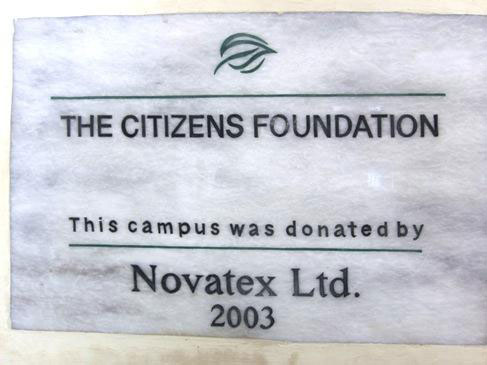 THE CITIZENS FOUNDATION
This campus was donated by
Novatex Ltd.
2003